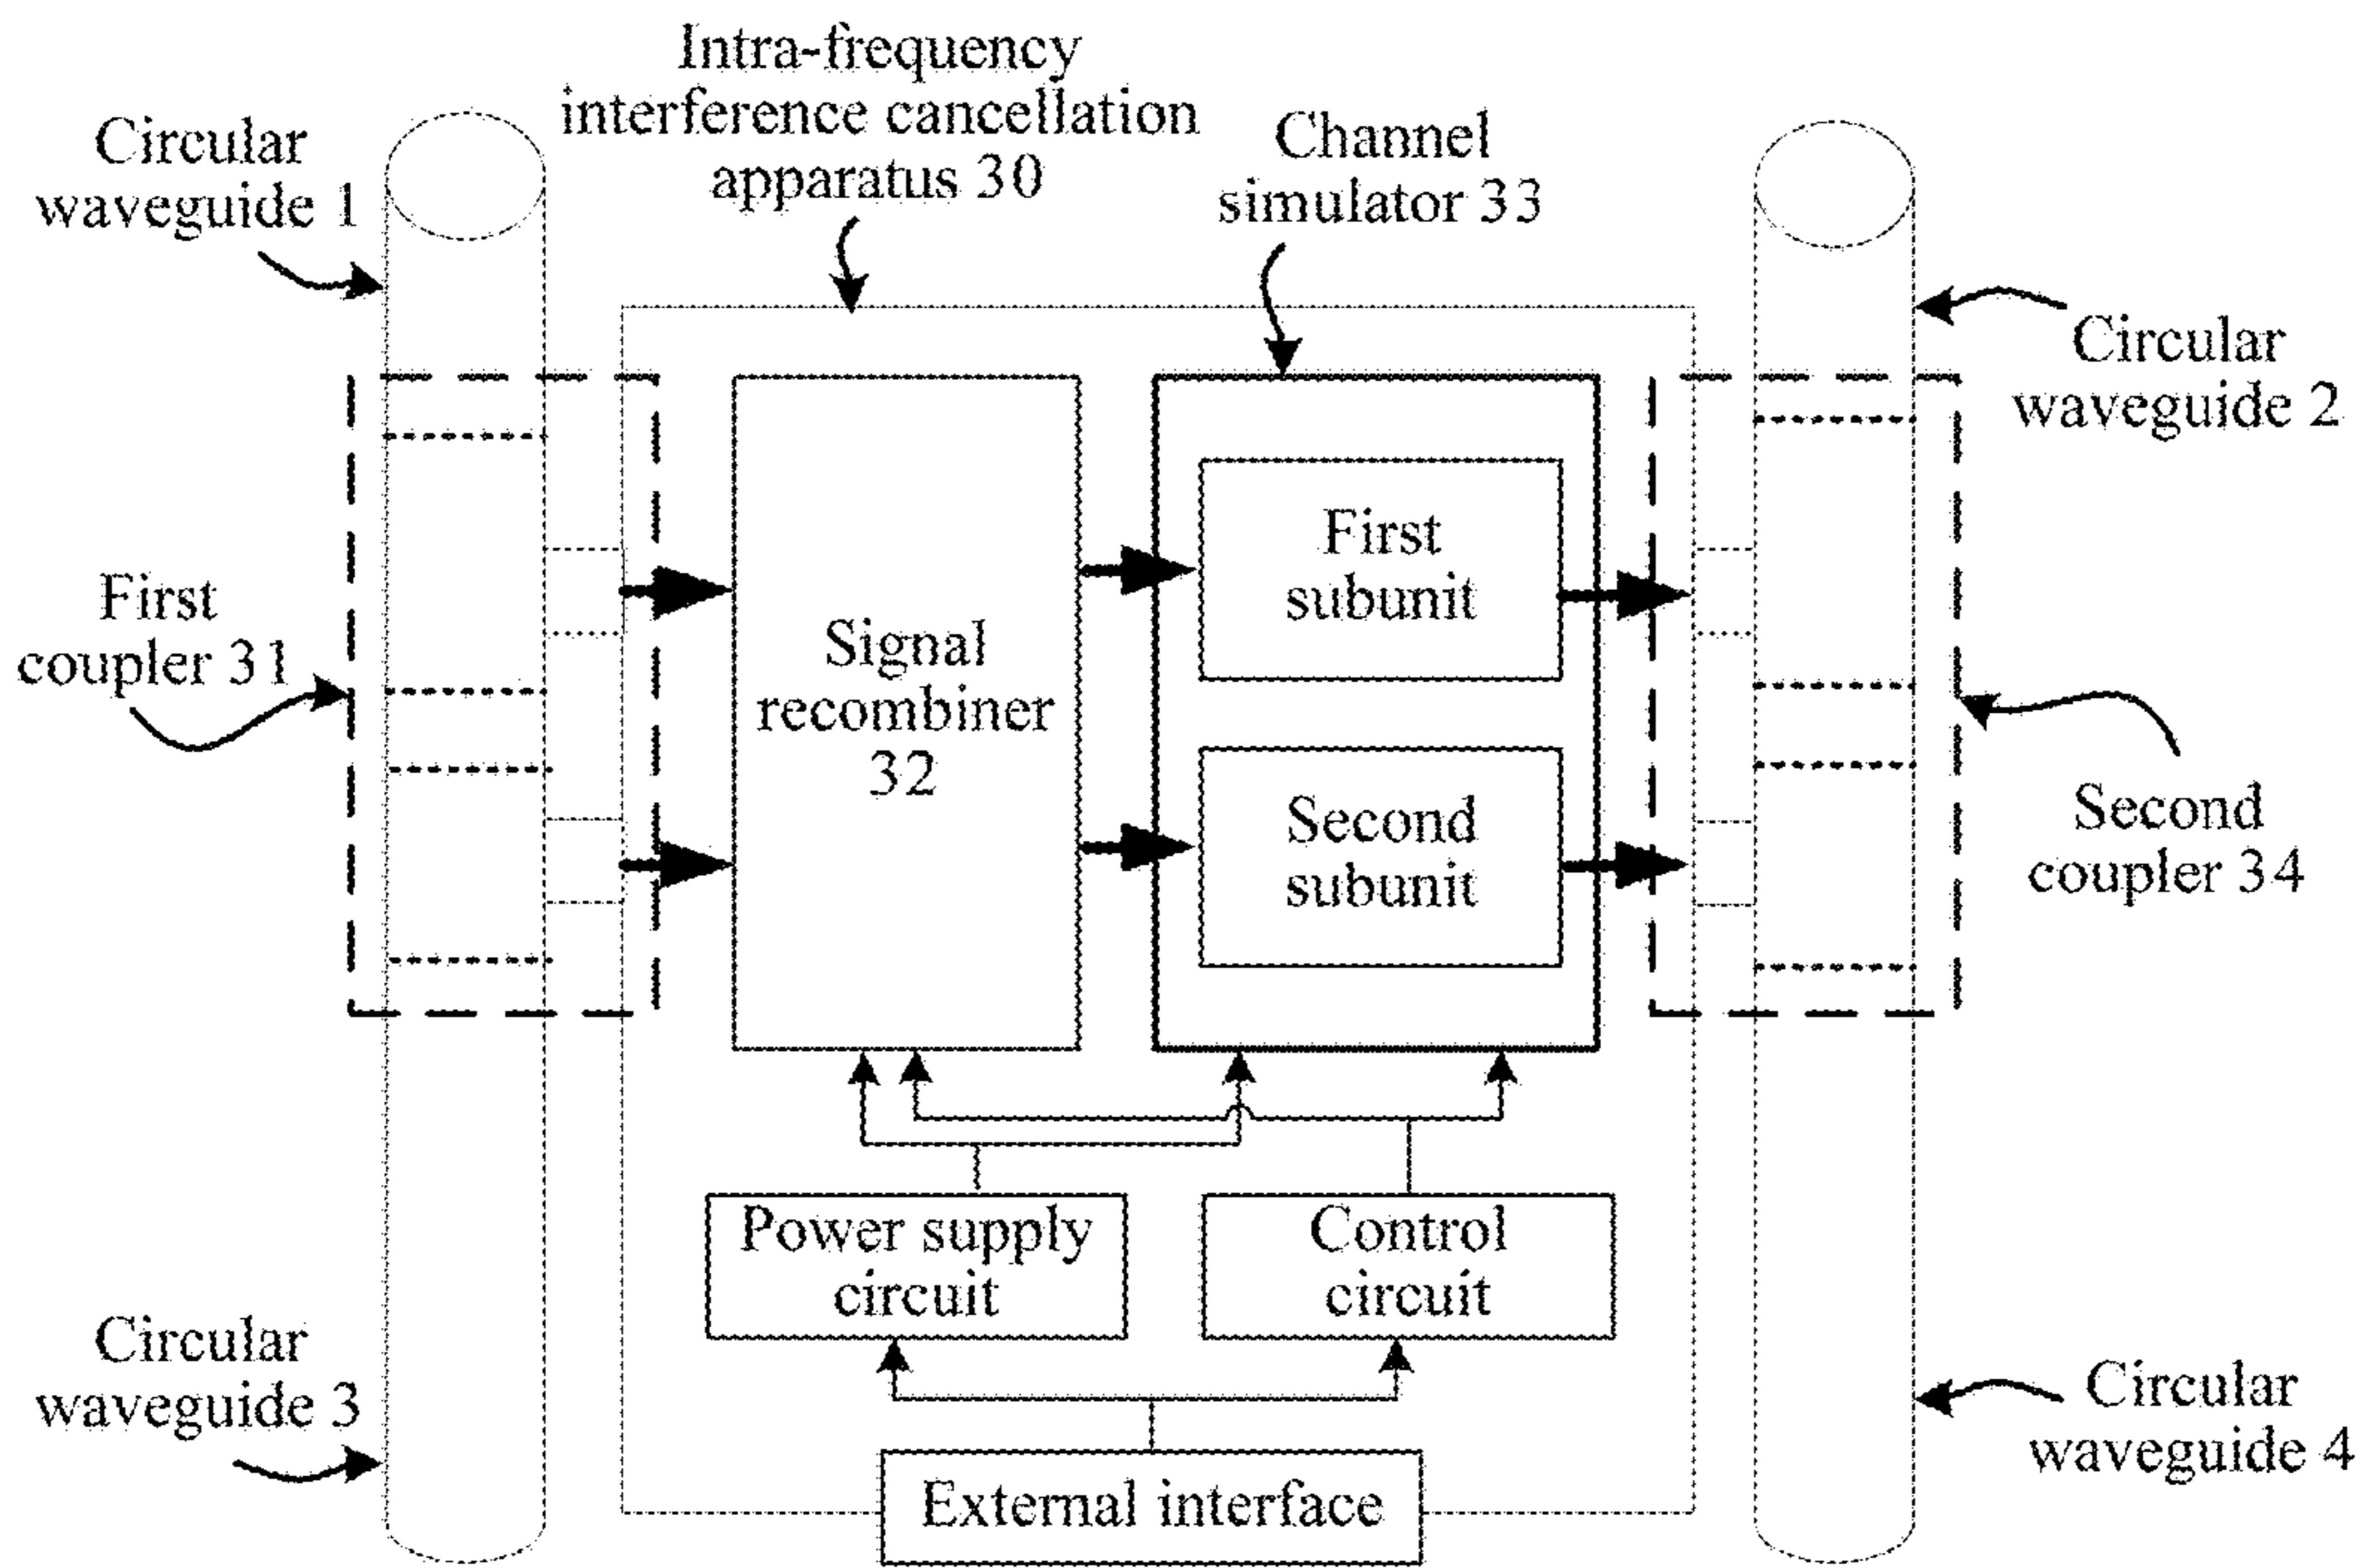 Intra-frequency
interference cancellation
apparatus 30
Circular
waveguide 1
Channel
simulator 33
Circular
waveguide 2
First
coupler 31
Signal
recombiner
32
First
subunit
Second
subunit
Second
coupler 34
Power supply
circuit
Control
circuit
Circular
waveguide 3
Circular
waveguide 4
External interface